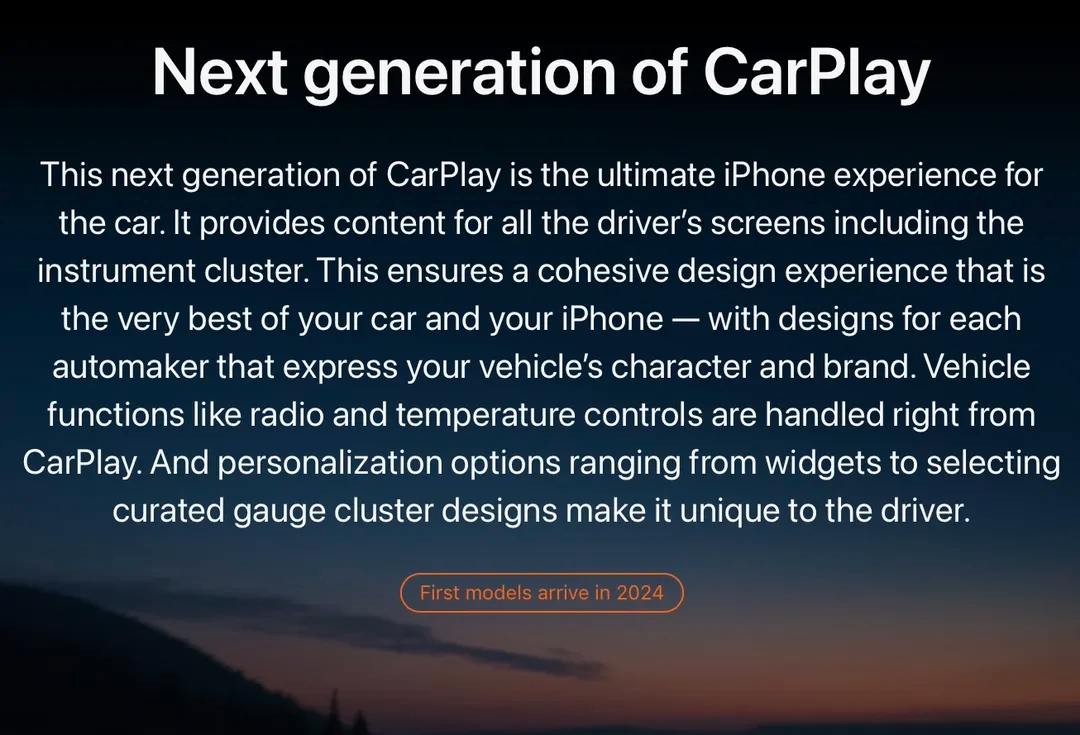 Next generation of CarPlay
This next generation of CarPlay is the ultimate iPhone experience for
the car. It provides content for all the driver’s screens including the
instrument cluster. This ensures a cohesive design experience that is
the very best of your car and your iPhone — with designs for each
automaker that express your vehicle’s character and brand. Vehicle
functions like radio and temperature controls are handled right from
CarPlay. And personalization options ranging from widgets to selecting
curated gauge cluster designs make it unique to the driver.
First models arrive in 2024